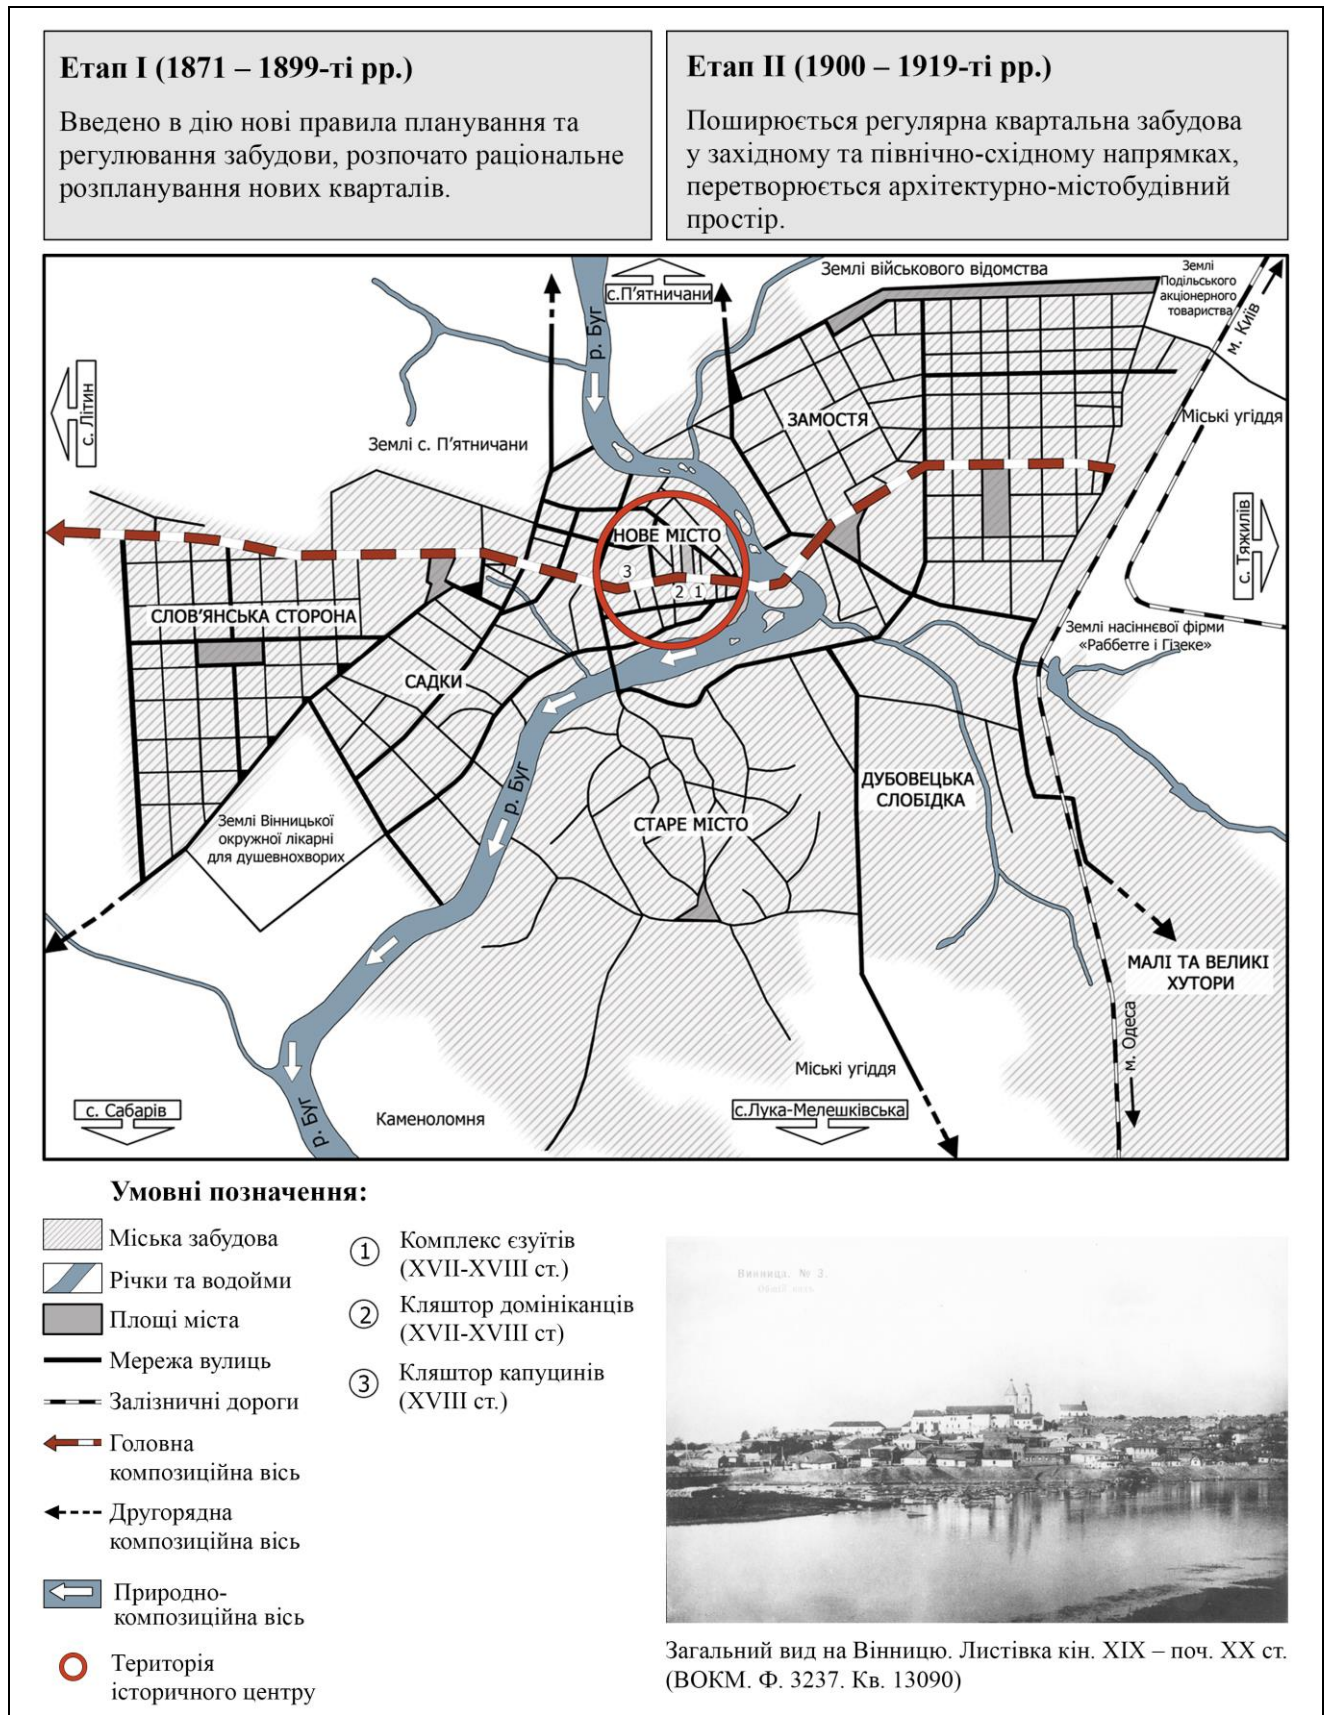 Етап І (1871 – 1899-ті рр.)
Введено в дію нові правила планування та
регулювання забудови, розпочато раціональне
розпланування нових кварталів.
Етап ІІ (1900 – 1919-ті рр.)
Поширюється регулярна квартальна забудова
у західному та північно-східному напрямках,
перетворюється архітектурно-містобудівний
простір.
с.П'ятничани
Землі військового відомства
Землі
Подільського
акціонерного
товариства
м. Київ
р. Буг
с. Літин
Землі с. П'ятничани
ЗАМОСТЯ
Міські угіддя
НОВЕ МІСТО
3
2
1
с. Тяжилів
СЛОВ'ЯНСЬКА СТОРОНА
Землі насіннєвої фірми
«Раббетге і Гізеке»
САДКИ
р. Буг
ДУБОВЕЦЬКА
СЛОБІДКА
Землі Вінницької
окружної лікарні
для душевнохворих
СТАРЕ МІСТО
МАЛІ ТА ВЕЛИКІ
ХУТОРИ
м. Одеса
Міські угіддя
с. Сабарів
р. Буг
Каменоломня
с.Лука-Мелешківська
Умовні позначення:
Міська забудова
Річки та водойми
Площі міста
Мережа вулиць
Залізничні дороги
Головна
композиційна вісь
Другорядна
композиційна вісь
Природно-
композиційна вісь
Територія
історичного центру
1 Комплекс єзуїтів
(XVII-XVIII ст.)
2 Кляштор домініканців
(XVII-XVIII ст)
3 Кляштор капуцинів
(XVIII ст.)
Винница. № 3.
Общій видъ
Загальний вид на Вінницю. Листівка кін. XIX – поч. XX ст.
(ВОКМ. Ф. 3237. Кв. 13090)